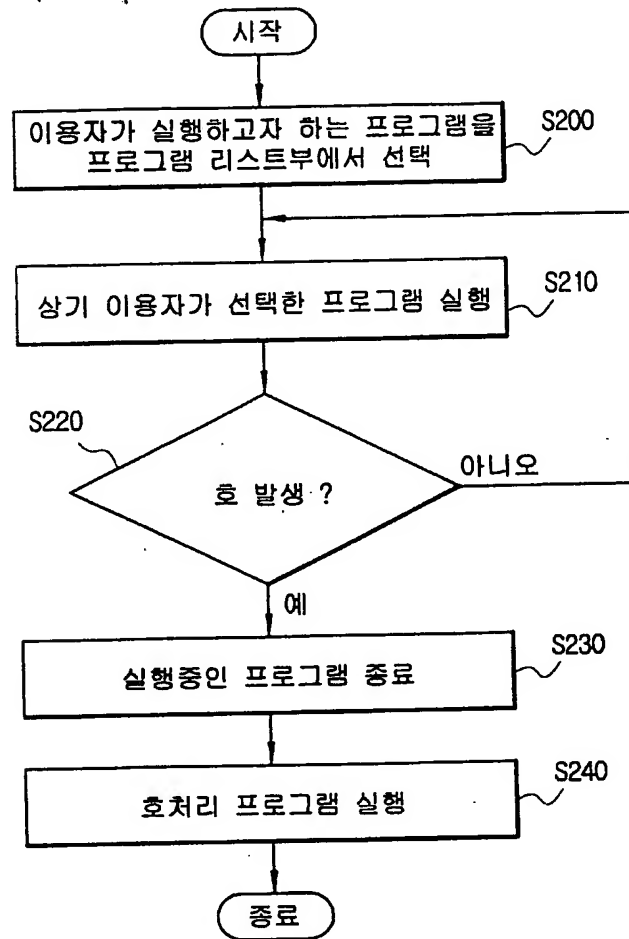 시작
이용자가 실행하고자 하는 프로그램을
프로그램 리스트부에서 선택
S200
상기 이용자가 선택한 프로그램 실행
S210
S220
호 발생 ?
아니오
예
실행중인 프로그램 종료
S230
호처리 프로그램 실행
S240
종료